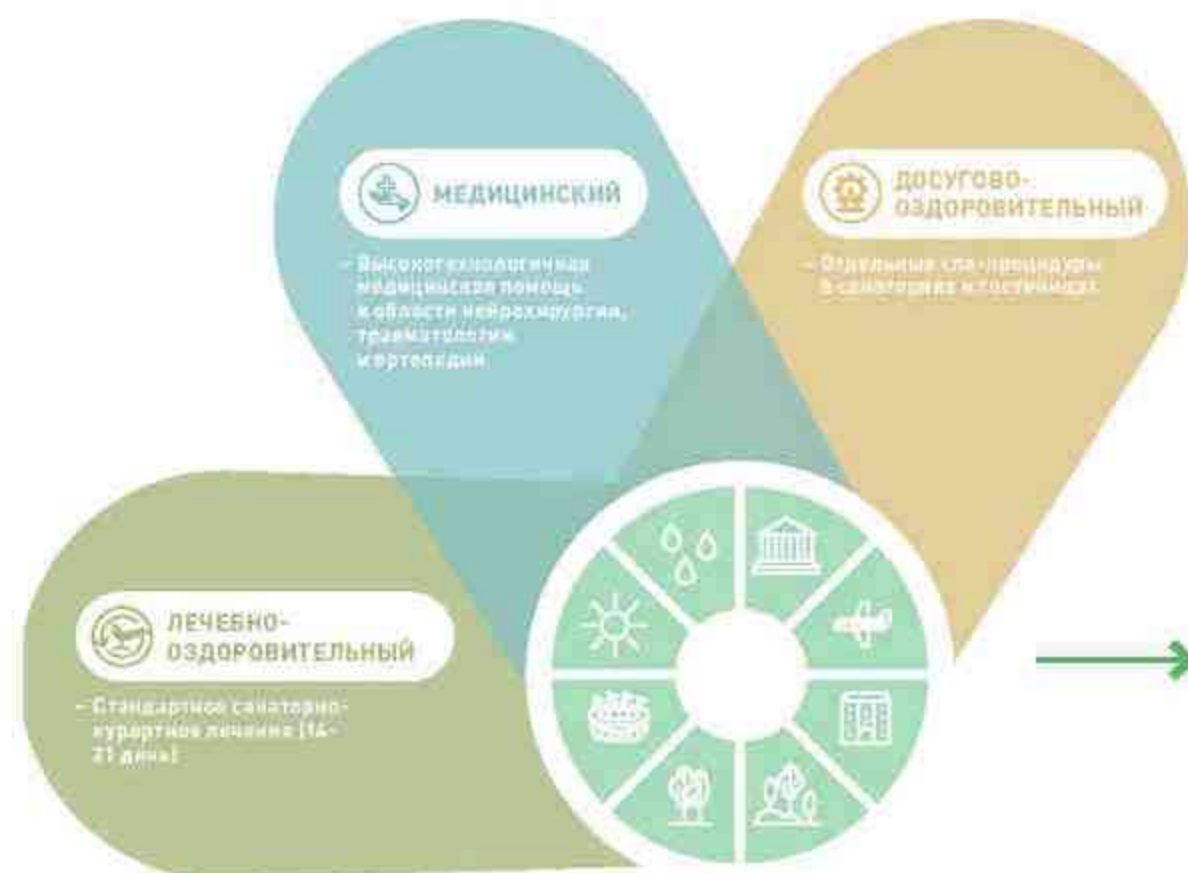 МЕДИЦИНСКИЙ
– Высокотехнологичная
медицинская помощь
в области нейрохирургии,
травматологии
и ортопедии
ДОСУГОВО-
ОЗДОРОВИТЕЛЬНЫЙ
– Отдельные спа-процедуры
в санаториях и гостиницах
ЛЕЧЕБНО-
ОЗДОРОВИТЕЛЬНЫЙ
– Стандартное санаторно-
курортное лечение (14–
21 день)